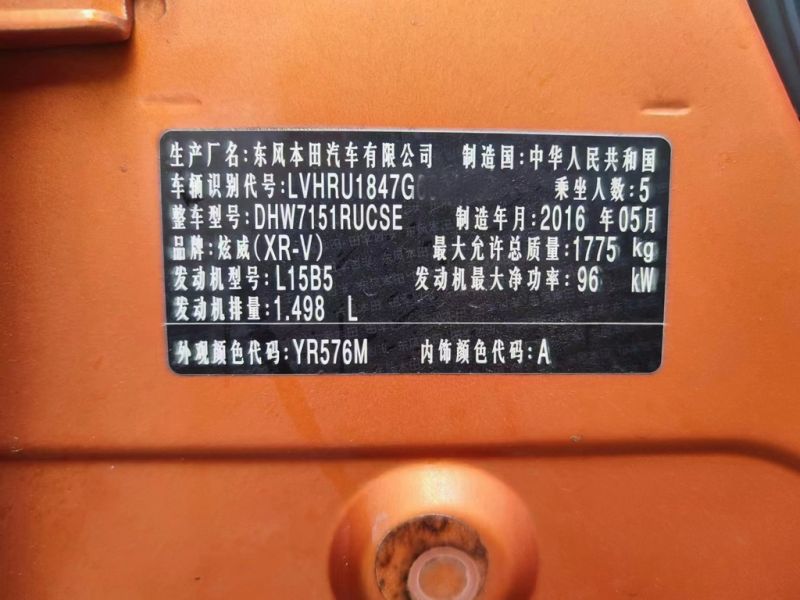 生产厂名:东风本田汽车有限公司 制造国:中华人民共和国
车辆识别代号:LVHRU1847G 乘坐人数:5
整车型号:DHW7151RUCSE 制造年月:2016 年05月
品牌:炫威(XR-V) 最大允许总质量:1775 kg
发动机型号:L15B5 发动机最大净功率:96 kW
发动机排量:1.498 L
外观颜色代码:YR576M 内饰颜色代码:A